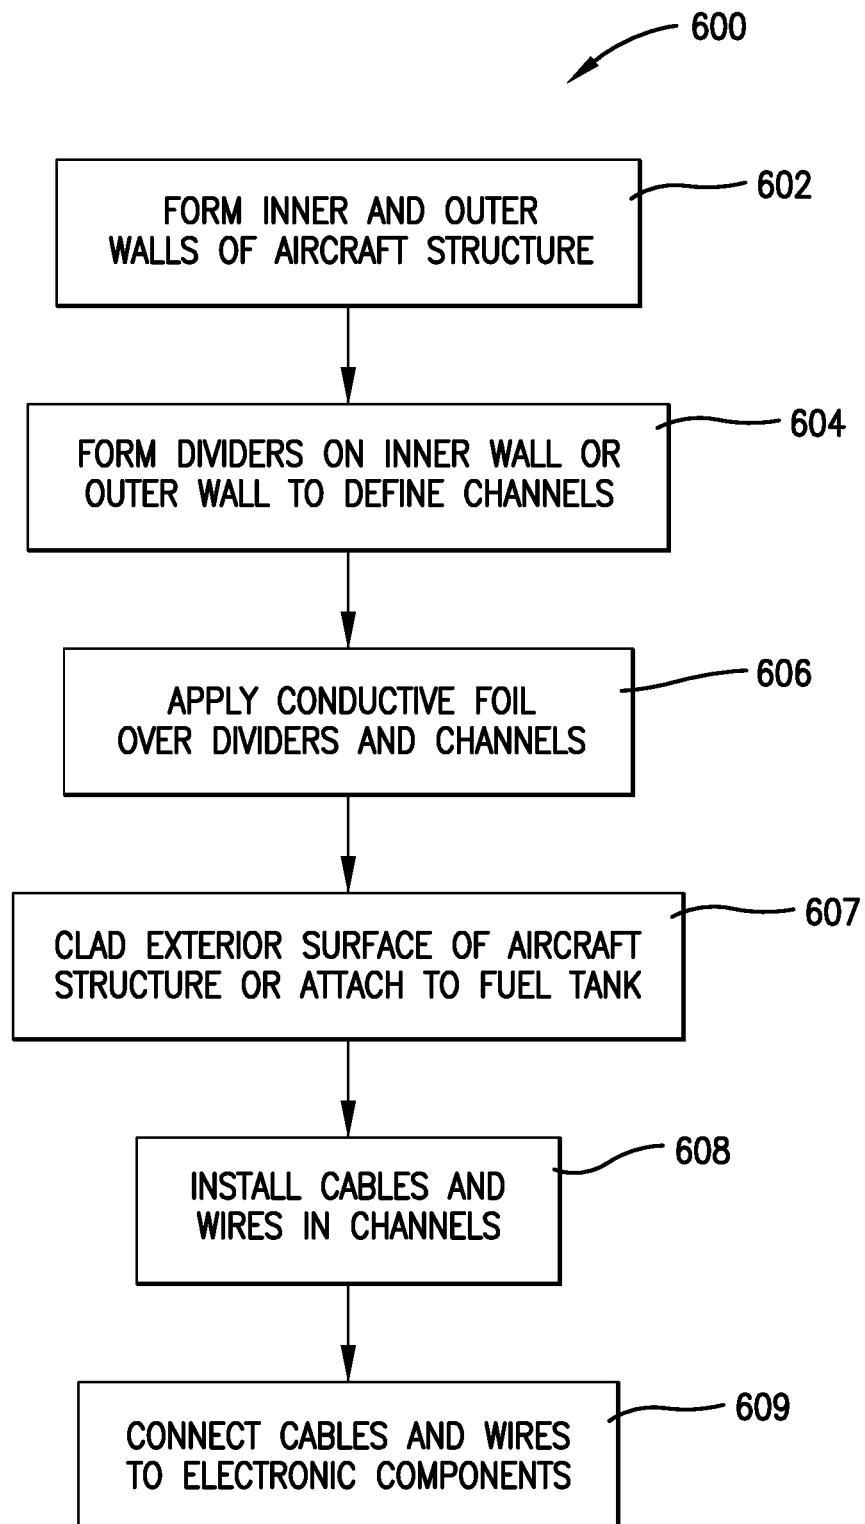 600
602
FORM INNER AND OUTER
WALLS OF AIRCRAFT STRUCTURE
604
FORM DIVIDERS ON INNER WALL OR
OUTER WALL TO DEFINE CHANNELS
606
APPLY CONDUCTIVE FOIL
OVER DIVIDERS AND CHANNELS
607
CLAD EXTERIOR SURFACE OF AIRCRAFT
STRUCTURE OR ATTACH TO FUEL TANK
608
INSTALL CABLES AND
WIRES IN CHANNELS
609
CONNECT CABLES AND WIRES
TO ELECTRONIC COMPONENTS